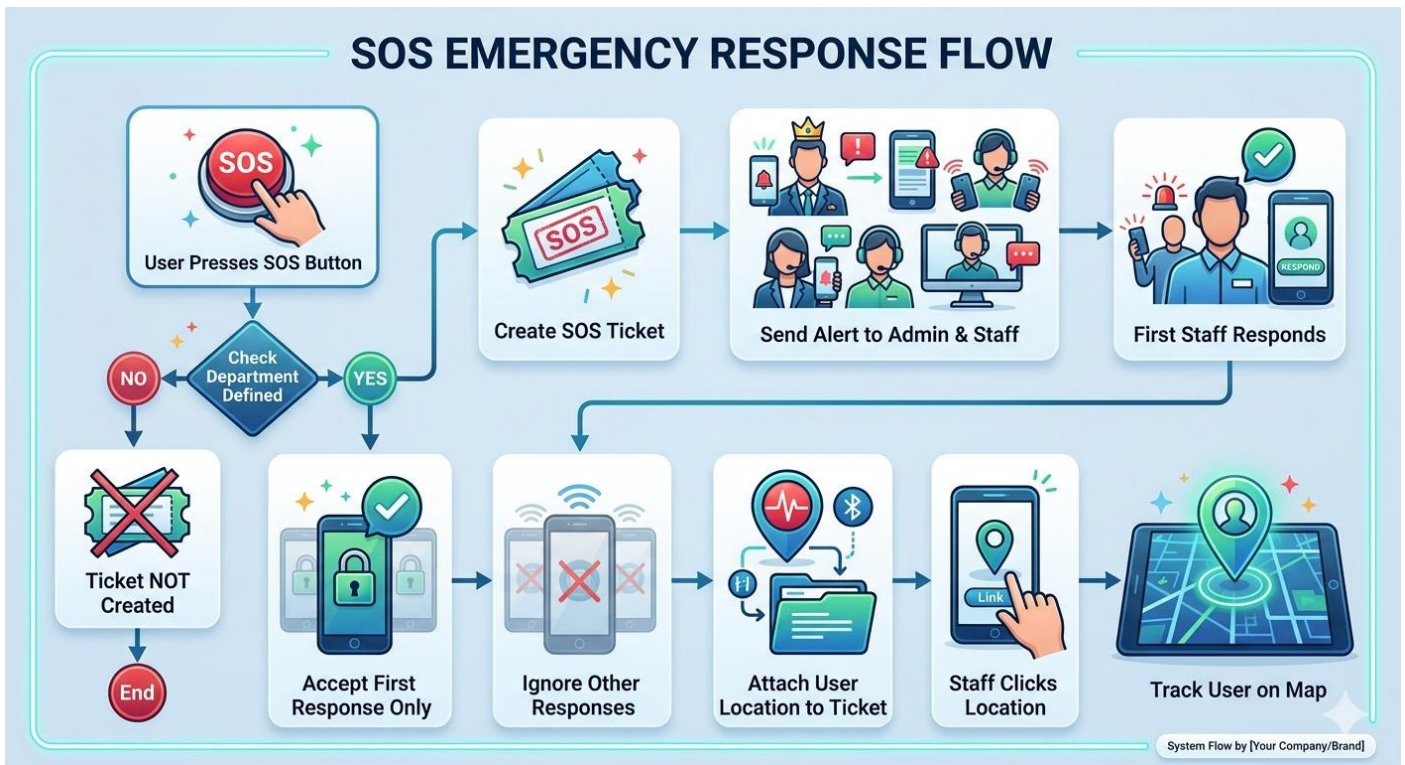 SOS EMERGENCY RESPONSE FLOW
SOS
User Presses SOS Button
Check
Department
Defined
NO
YES
SOS
Create SOS Ticket
Send Alert to Admin & Staff
RESPOND
First Staff Responds
Ticket NOT
Created
End
Accept First
Response Only
Ignore Other
Responses
Attach User
Location to Ticket
Link
Staff Clicks
Location
Track User on Map
System Flow by [Your Company/Brand]